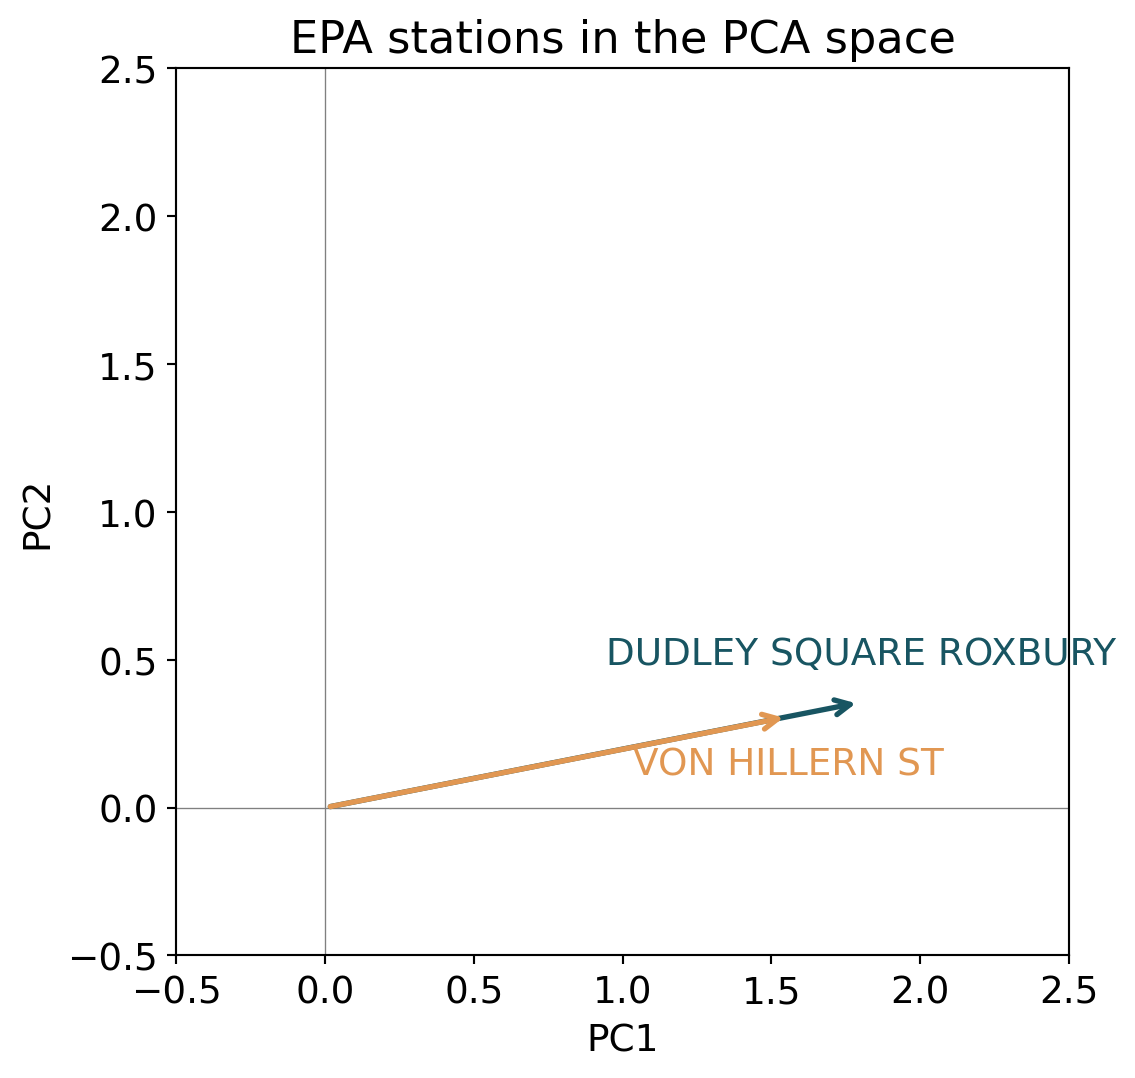 EPA stations in the PCA space
2.5
2.0
1.5
1.0
0.5
0.0
−0.5
PC2
DUDLEY SQUARE ROXBURY
VON HILLERN ST
−0.5 0.0 0.5 1.0 1.5 2.0 2.5
PC1